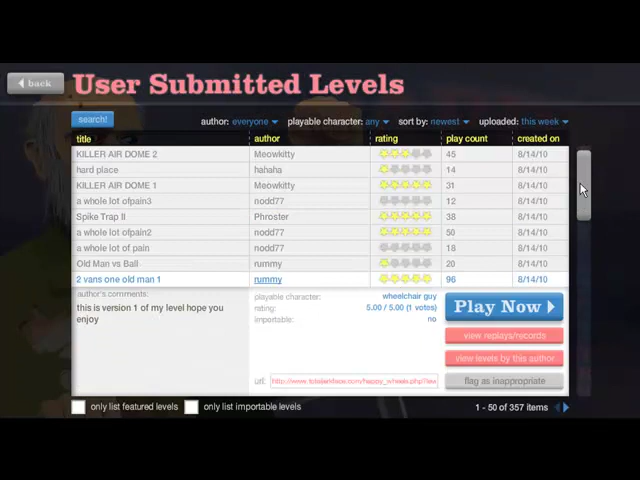 back
User Submitted Levels
search!
author: everyone playable character: any sort by: newest uploaded: this week
title author rating play count created on
KILLER AIR DOME 2 Meowkitty 45 8/14/10
hard place hahaha 14 8/14/10
KILLER AIR DOME 1 Meowkitty 31 8/14/10
a whole lot ofpain3 nodd77 12 8/14/10
Spike Trap II Phroster 38 8/14/10
a whole lot ofpain2 nodd77 50 8/14/10
a whole lot of pain nodd77 18 8/14/10
Old Man vs Ball rummy 20 8/14/10
2 vans one old man 1 rummy 96 8/14/10
author's comments:
this is version 1 of my level hope you
enjoy
playable character: wheelchair guy
rating: 5.00 / 5.00 (1 votes)
importable: no
Play Now
view replays/records
view levels by this author
flag as inappropriate
url:
only list featured levels only list importable levels 1 - 50 of 357 items